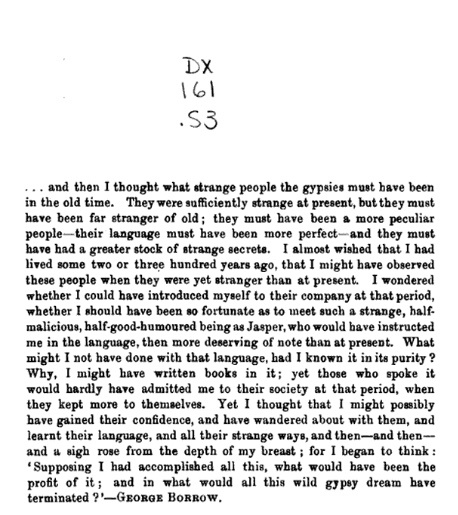 DX
161
.S3
... and then I thought what strange people the gypsies must have been
in the old time. They were sufficiently strange at present, but they must
have been far stranger of old; they must have been a more peculiar
people—their language must have been more perfect—and they must
have had a greater stock of strange secrets. I almost wished that I had
lived some two or three hundred years ago, that I might have observed
these people when they were yet stranger than at present. I wondered
whether I could have introduced myself to their company at that period,
whether I should have been so fortunate as to meet such a strange, half-
malicious, half-good-humoured being as Jasper, who would have instructed
me in the language, then more deserving of note than at present. What
might I not have done with that language, had I known it in its purity?
Why, I might have written books in it; yet those who spoke it
would hardly have admitted me to their society at that period, when
they kept more to themselves. Yet I thought that I might possibly
have gained their confidence, and have wandered about with them, and
learnt their language, and all their strange ways, and then—and then—
and a sigh rose from the depth of my breast; for I began to think:
'Supposing I had accomplished all this, what would have been the
profit of it; and in what would all this wild gypsy dream have
terminated?'—GEORGE BORROW.